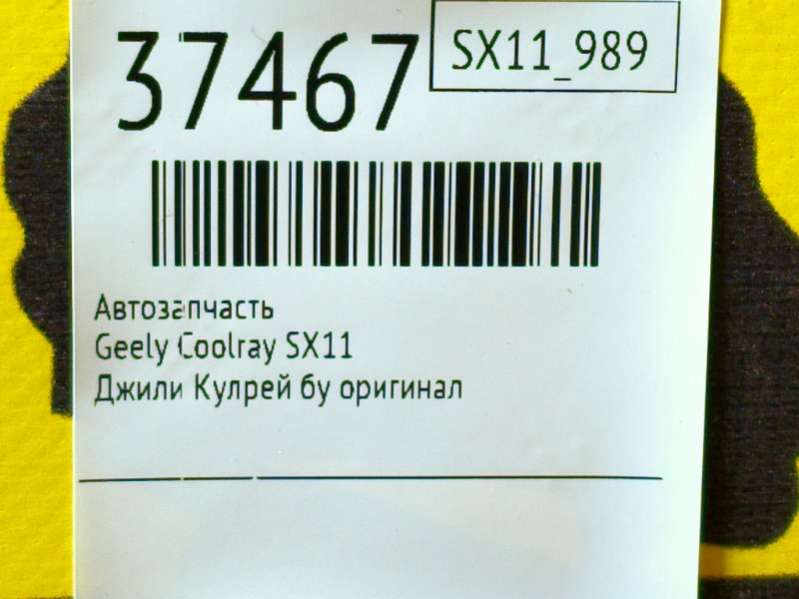 37467
SX11_989
Автозапчасть
Geely Coolray SX11
Джили Кулрей бу оригинал